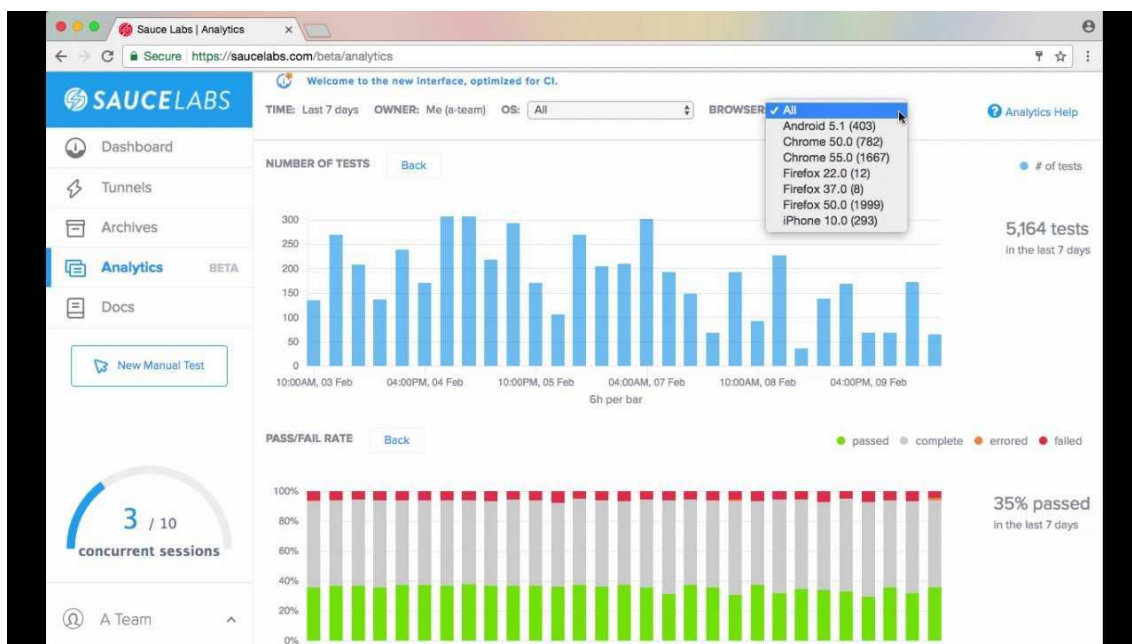 Sauce Labs | Analytics
Secure https://saucelabs.com/beta/analytics
SAUCELABS
Welcome to the new interface, optimized for CI.
TIME: Last 7 days OWNER: Me (a-team) OS: All BROWSER: ✓ All
Android 5.1 (403)
Chrome 50.0 (782)
Chrome 55.0 (1667)
Firefox 22.0 (12)
Firefox 37.0 (8)
Firefox 50.0 (1999)
iPhone 10.0 (293)
Analytics Help
Dashboard
Tunnels
Archives
Analytics BETA
Docs
New Manual Test
3 / 10
concurrent sessions
A Team
NUMBER OF TESTS Back
# of tests
300
250
200
150
100
50
0
10:00AM, 03 Feb 04:00PM, 04 Feb 10:00PM, 05 Feb 04:00AM, 07 Feb 10:00AM, 08 Feb 04:00PM, 09 Feb
6h per bar
5,164 tests
in the last 7 days
PASS/FAIL RATE Back
passed complete errored failed
100%
80%
60%
40%
20%
0%
35% passed
in the last 7 days